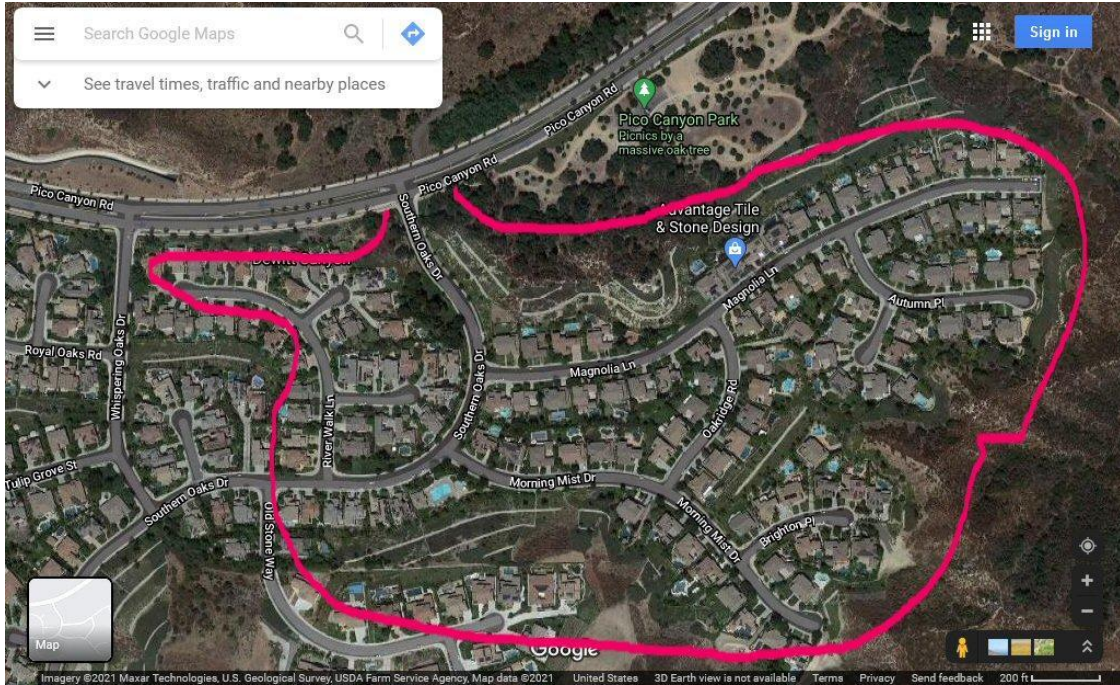 Search Google Maps
Sign in
See travel times, traffic and nearby places
Pico Canyon Rd
Pico Canyon Park
Picnics by a
massive oak tree
Pico Canyon Rd
Pico Canyon Rd
Southern Oaks Dr
Advantage Tile
& Stone Design
Magnolia Ln
Autumn Pl
Royal Oaks Rd
Whispering Oaks Dr
Magnolia Ln
Southern Oaks Dr
River Walk Ln
Oakridge Rd
Tulip Grove St
Southern Oaks Dr
Morning Mist Dr
Old Stone Way
Morning Mist Dr
Brighton Pl
Map
Google
Imagery ©2021 Maxar Technologies, U.S. Geological Survey, USDA Farm Service Agency, Map data ©2021 United States 3D Earth view is not available Terms Privacy Send feedback 200 ft